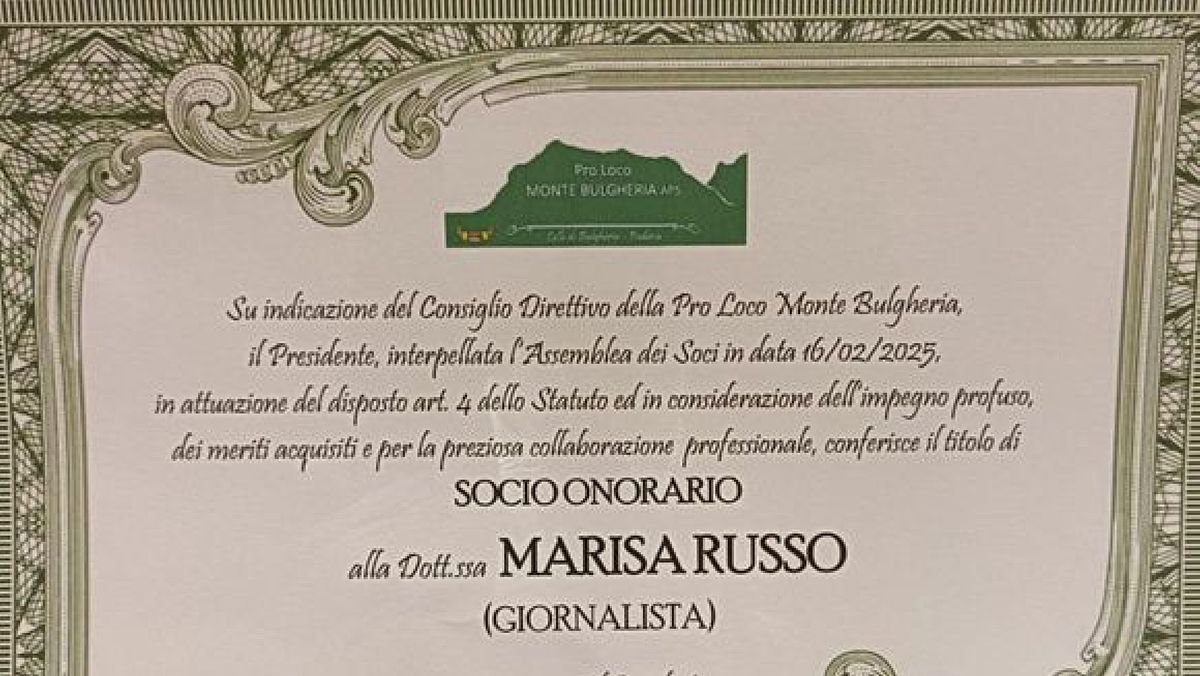 Pro Loco
MONTE BULGHERIA APS
Su indicazione del Consiglio Direttivo della Pro Loco Monte Bulgheria,
il Presidente, interpellata l'Assemblea dei Soci in data 16/02/2025,
in attuazione del disposto art. 4 dello Statuto ed in considerazione dell'impegno profuso,
dei meriti acquisiti e per la preziosa collaborazione professionale, conferisce il titolo di
SOCIO ONORARIO
alla Dott.ssa MARISA RUSSO
(GIORNALISTA)